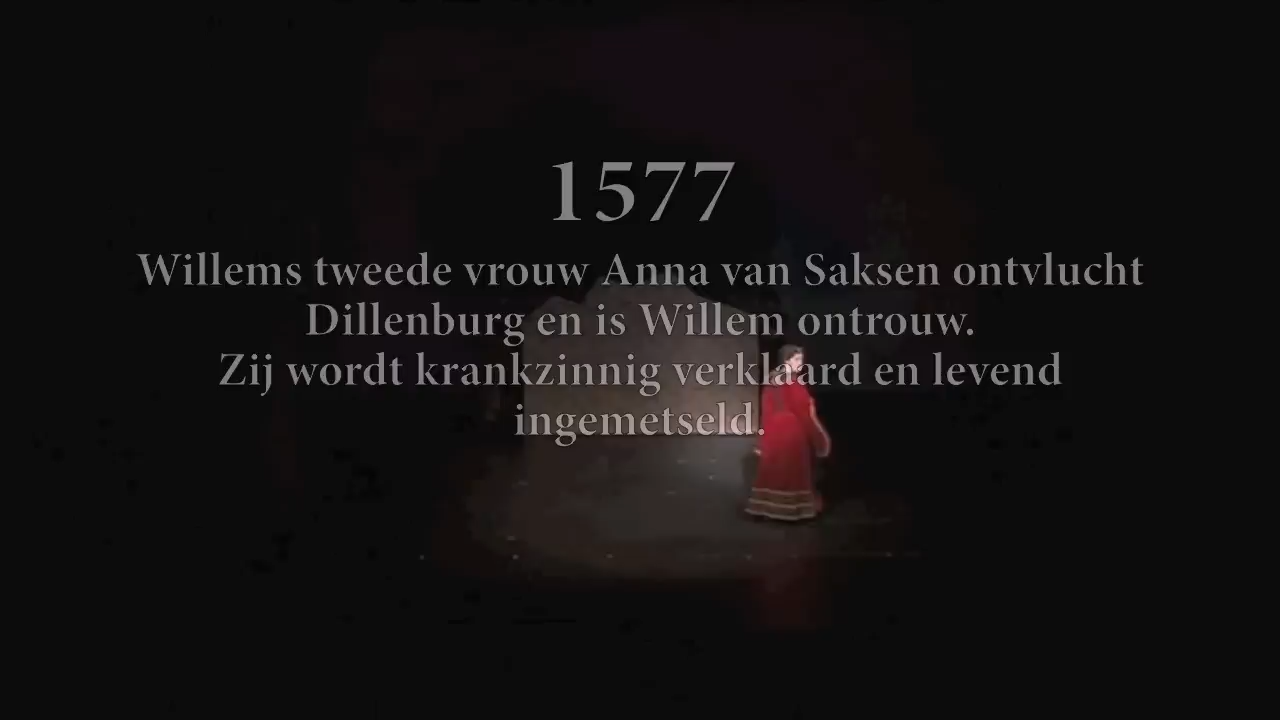 1577
Willems tweede vrouw Anna van Saksen ontvlucht
Dillenburg en is Willem ontrouw.
Zij wordt krankzinnig verklaard en levend
ingemetseld.